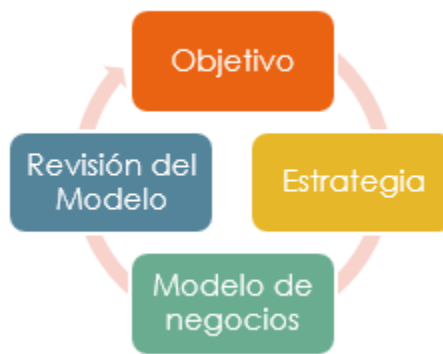 Objetivo
Estrategia
Modelo de
negocios
Revisión del
Modelo